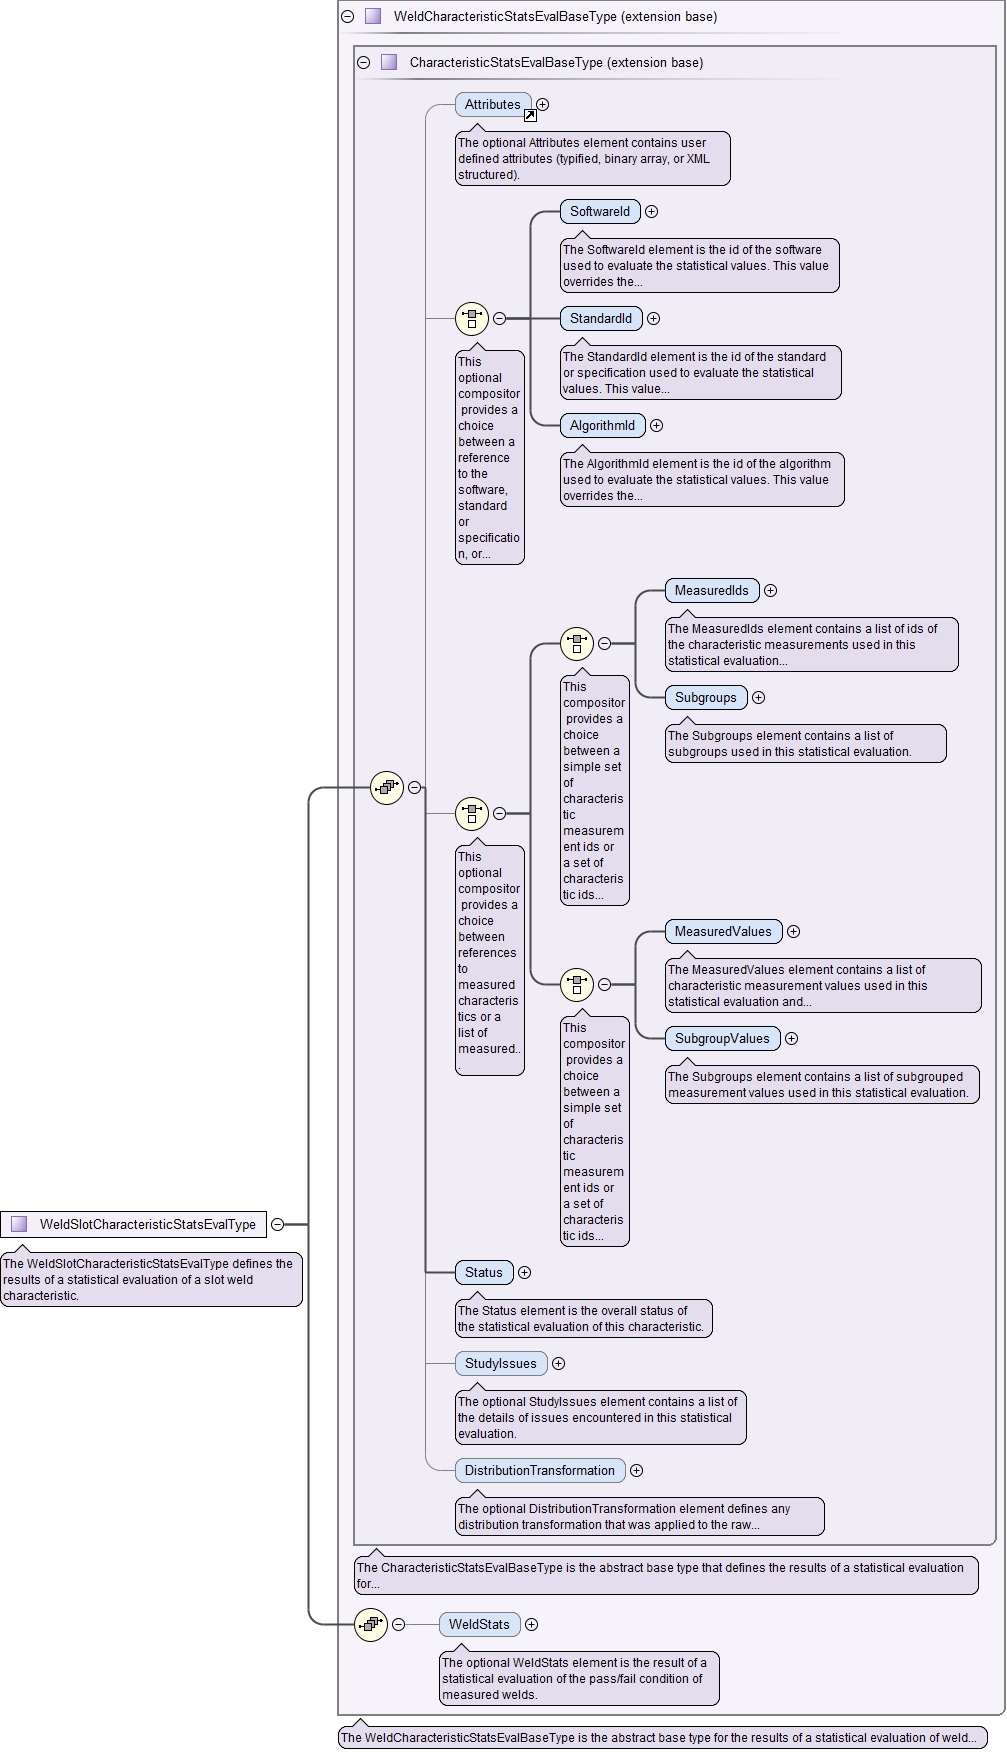 WeldCharacteristicStatsEvalBaseType (extension base)
CharacteristicStatsEvalBaseType (extension base)
Attributes
The optional Attributes element contains user
defined attributes (typified, binary array, or XML
structured).
SoftwareId
The SoftwareId element is the id of the software
used to evaluate the statistical values. This value
overrides the...
StandardId
The StandardId element is the id of the standard
or specification used to evaluate the statistical
values. This value...
This
optional
compositor
provides a
choice
between a
reference
to the
software,
standard
or
specificatio
n, or...
AlgorithmId
The AlgorithmId element is the id of the algorithm
used to evaluate the statistical values. This value
overrides the...
MeasuredIds
The MeasuredIds element contains a list of ids of
the characteristic measurements used in this
statistical evaluation...
Subgroups
The Subgroups element contains a list of
subgroups used in this statistical evaluation.
This
compositor
provides a
choice
between a
simple set
of
characteris
tic
measurem
ent ids or
a set of
characteris
tic ids...
This
optional
compositor
provides a
choice
between
references
to
measured
characteris
tics or a
list of
measured..
.
MeasuredValues
The MeasuredValues element contains a list of
characteristic measurement values used in this
statistical evaluation and...
SubgroupValues
The Subgroups element contains a list of subgrouped
measurement values used in this statistical evaluation.
This
compositor
provides a
choice
between a
simple set
of
characteris
tic
measurem
ent ids or
a set of
characteris
tic ids...
WeldSlotCharacteristicStatsEvalType
The WeldSlotCharacteristicStatsEvalType defines the
results of a statistical evaluation of a slot weld
characteristic.
Status
The Status element is the overall status of
the statistical evaluation of this characteristic.
StudyIssues
The optional StudyIssues element contains a list of
the details of issues encountered in this statistical
evaluation.
DistributionTransformation
The optional DistributionTransformation element defines any
distribution transformation that was applied to the raw...
The CharacteristicStatsEvalBaseType is the abstract base type that defines the results of a statistical evaluation
for...
WeldStats
The optional WeldStats element is the result of a
statistical evaluation of the pass/fail condition of
measured welds.
The WeldCharacteristicStatsEvalBaseType is the abstract base type for the results of a statistical evaluation of weld...